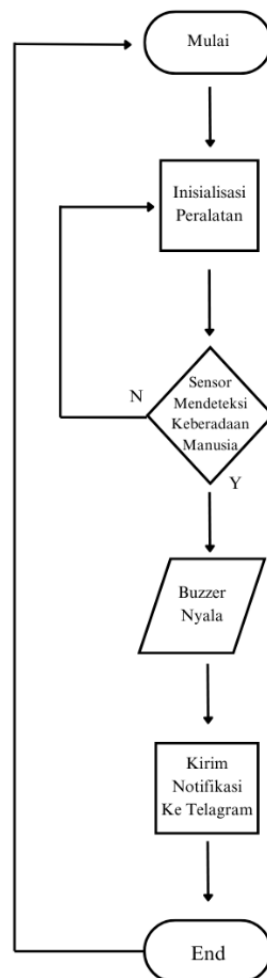 Mulai
Inisialisasi
Peralatan
Sensor
Mendeteksi
Keberadaan
Manusia
N
Y
Buzzer
Nyala
Kirim
Notifikasi
Ke Telagram
End